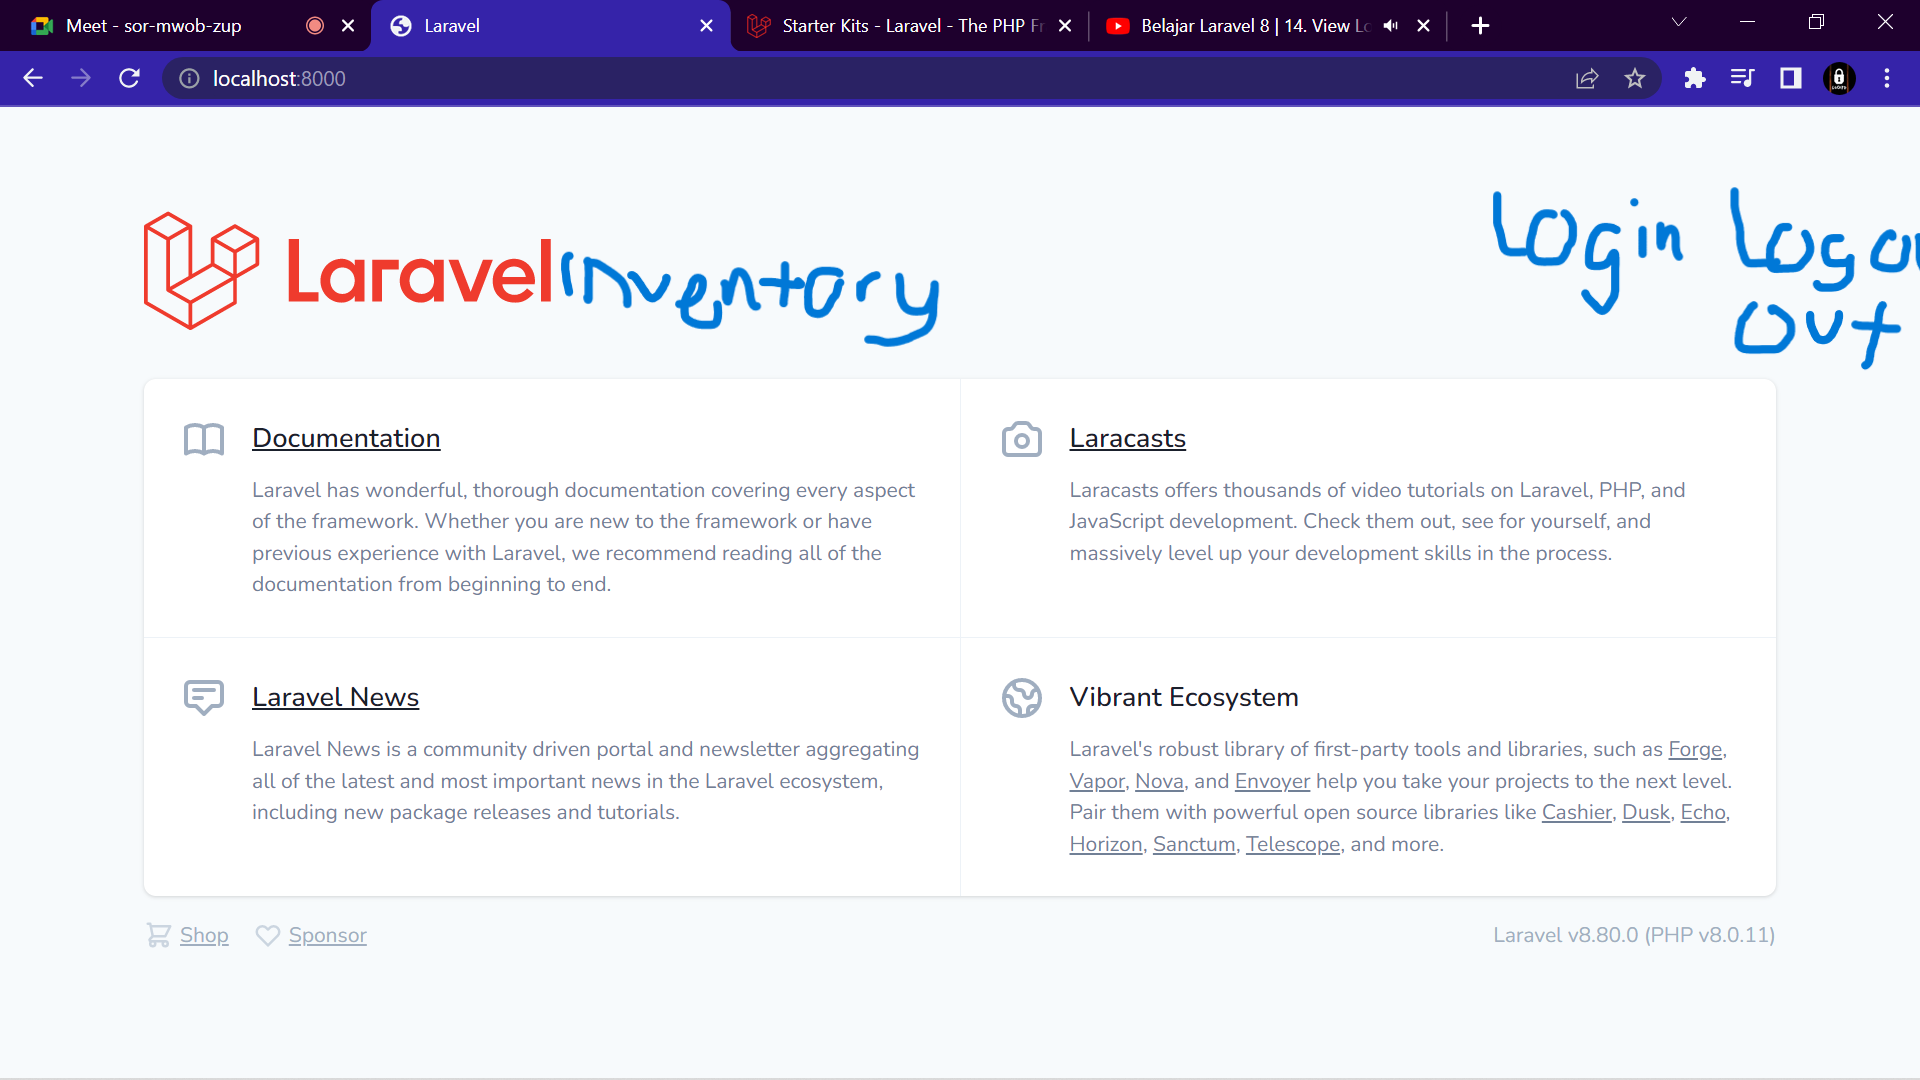 Meet - sor-mwob-zup
Laravel
Starter Kits - Laravel - The PHP Fr
Belajar Laravel 8 | 14. View Lo
localhost:8000
Laravel Inventory
Login Logou
Out
Documentation
Laravel has wonderful, thorough documentation covering every aspect
of the framework. Whether you are new to the framework or have
previous experience with Laravel, we recommend reading all of the
documentation from beginning to end.
Laracasts
Laracasts offers thousands of video tutorials on Laravel, PHP, and
JavaScript development. Check them out, see for yourself, and
massively level up your development skills in the process.
Laravel News
Laravel News is a community driven portal and newsletter aggregating
all of the latest and most important news in the Laravel ecosystem,
including new package releases and tutorials.
Vibrant Ecosystem
Laravel's robust library of first-party tools and libraries, such as Forge,
Vapor, Nova, and Envoyer help you take your projects to the next level.
Pair them with powerful open source libraries like Cashier, Dusk, Echo,
Horizon, Sanctum, Telescope, and more.
Shop Sponsor
Laravel v8.80.0 (PHP v8.0.11)